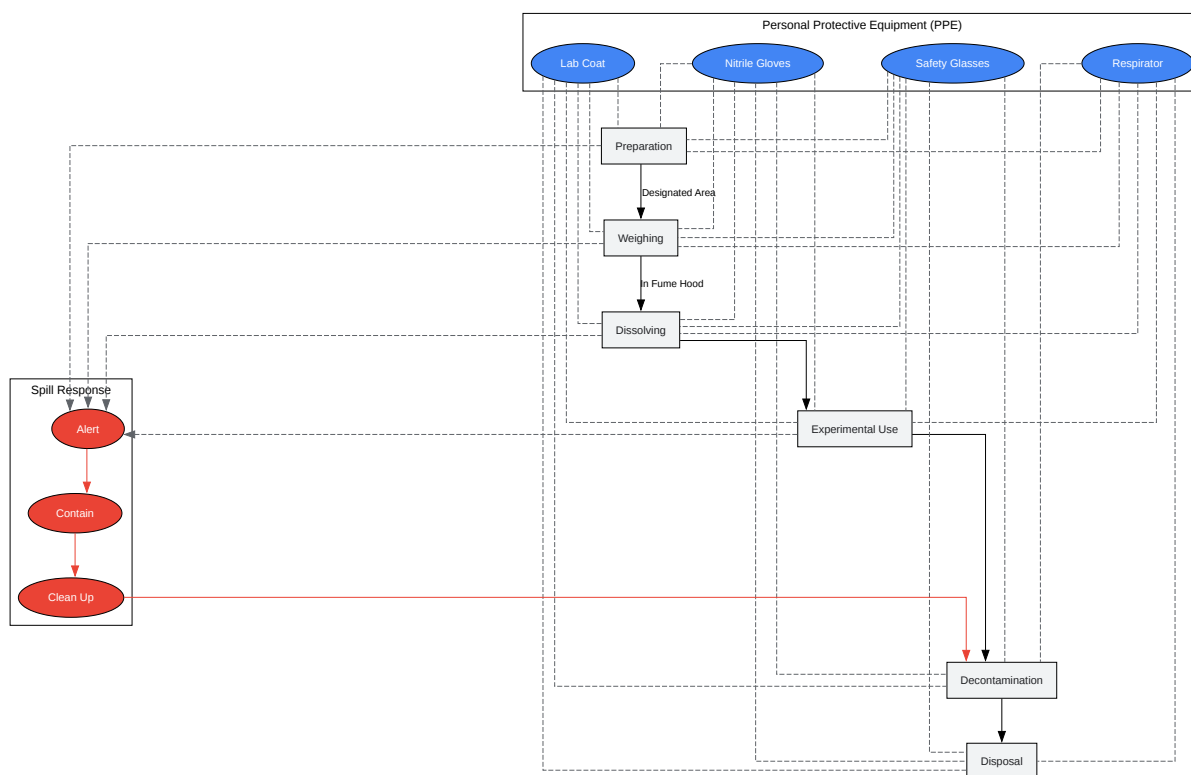 Personal Protective Equipment (PPE)
Lab Coat
Nitrile Gloves
Safety Glasses
Respirator
Preparation
Designated Area
Weighing
In Fume Hood
Dissolving
Spill Response
Alert
Experimental Use
Contain
Clean Up
Decontamination
Disposal